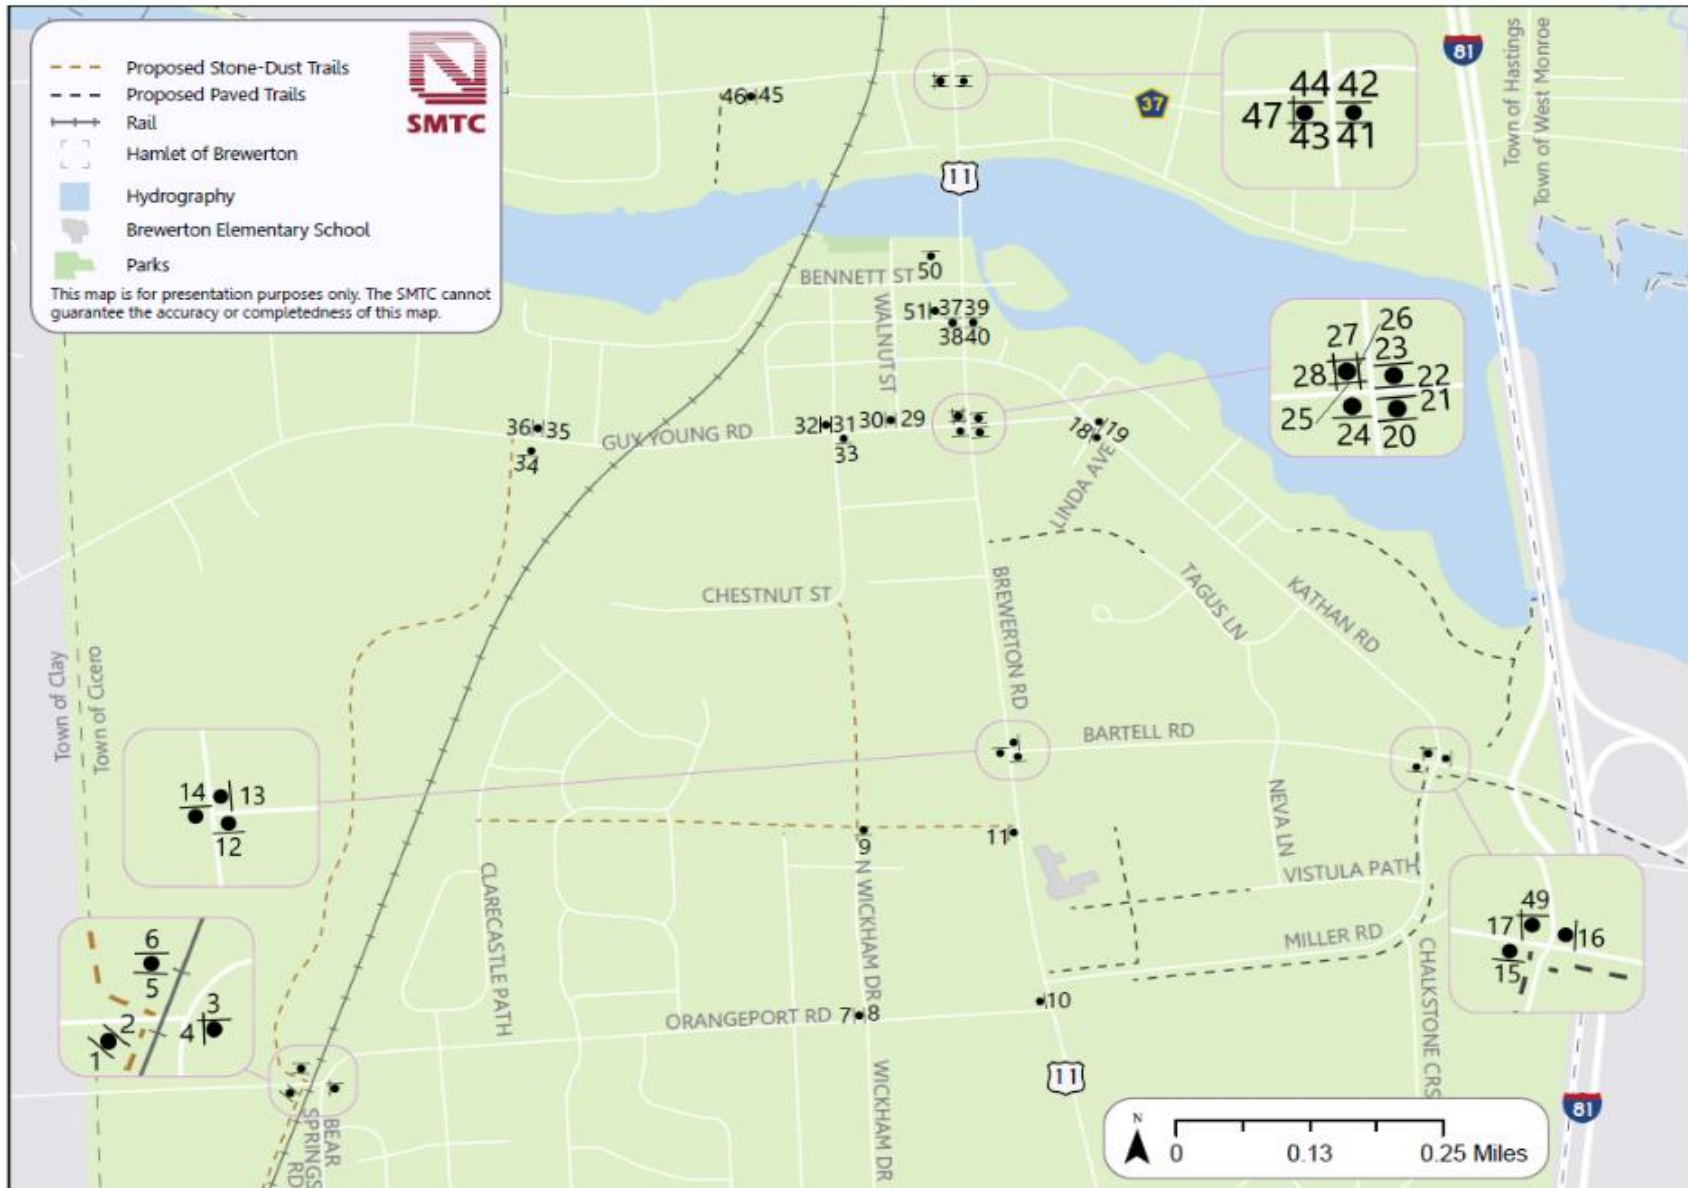 Proposed Stone-Dust Trails
Proposed Paved Trails
Rail
Hamlet of Brewerton
Hydrography
Brewerton Elementary School
Parks
This map is for presentation purposes only. The SMTC cannot
guarantee the accuracy or completedness of this map.
SMTC
46 45
37
44 42
47
43 41
81
Town of Hastings
Town of West Monroe
11
BENNETT ST
50
WALNUT ST
51 37 39
38 40
27 26
23
28 22
21
25
24 20
36 35
34
GUY YOUNG RD
32 31 30 29
33
18 19
LINDA AVE
CHESTNUT ST
BREWERTON RD
TAGUS LN
KATHAN RD
Town of Clay
Town of Cicero
BARTELL RD
14 13
12
NEVA LN
9
11
CLARECASTLE PATH
N WICKHAM DR
VISTULA PATH
MILLER RD
CHALKSTONE CRS
49
17 16
15
6
5
3
2
4
1
ORANGEPORT RD
7 8
10
WICKHAM DR
11
BEAR
SPRINGS
RD
81
N
0 0.13 0.25 Miles